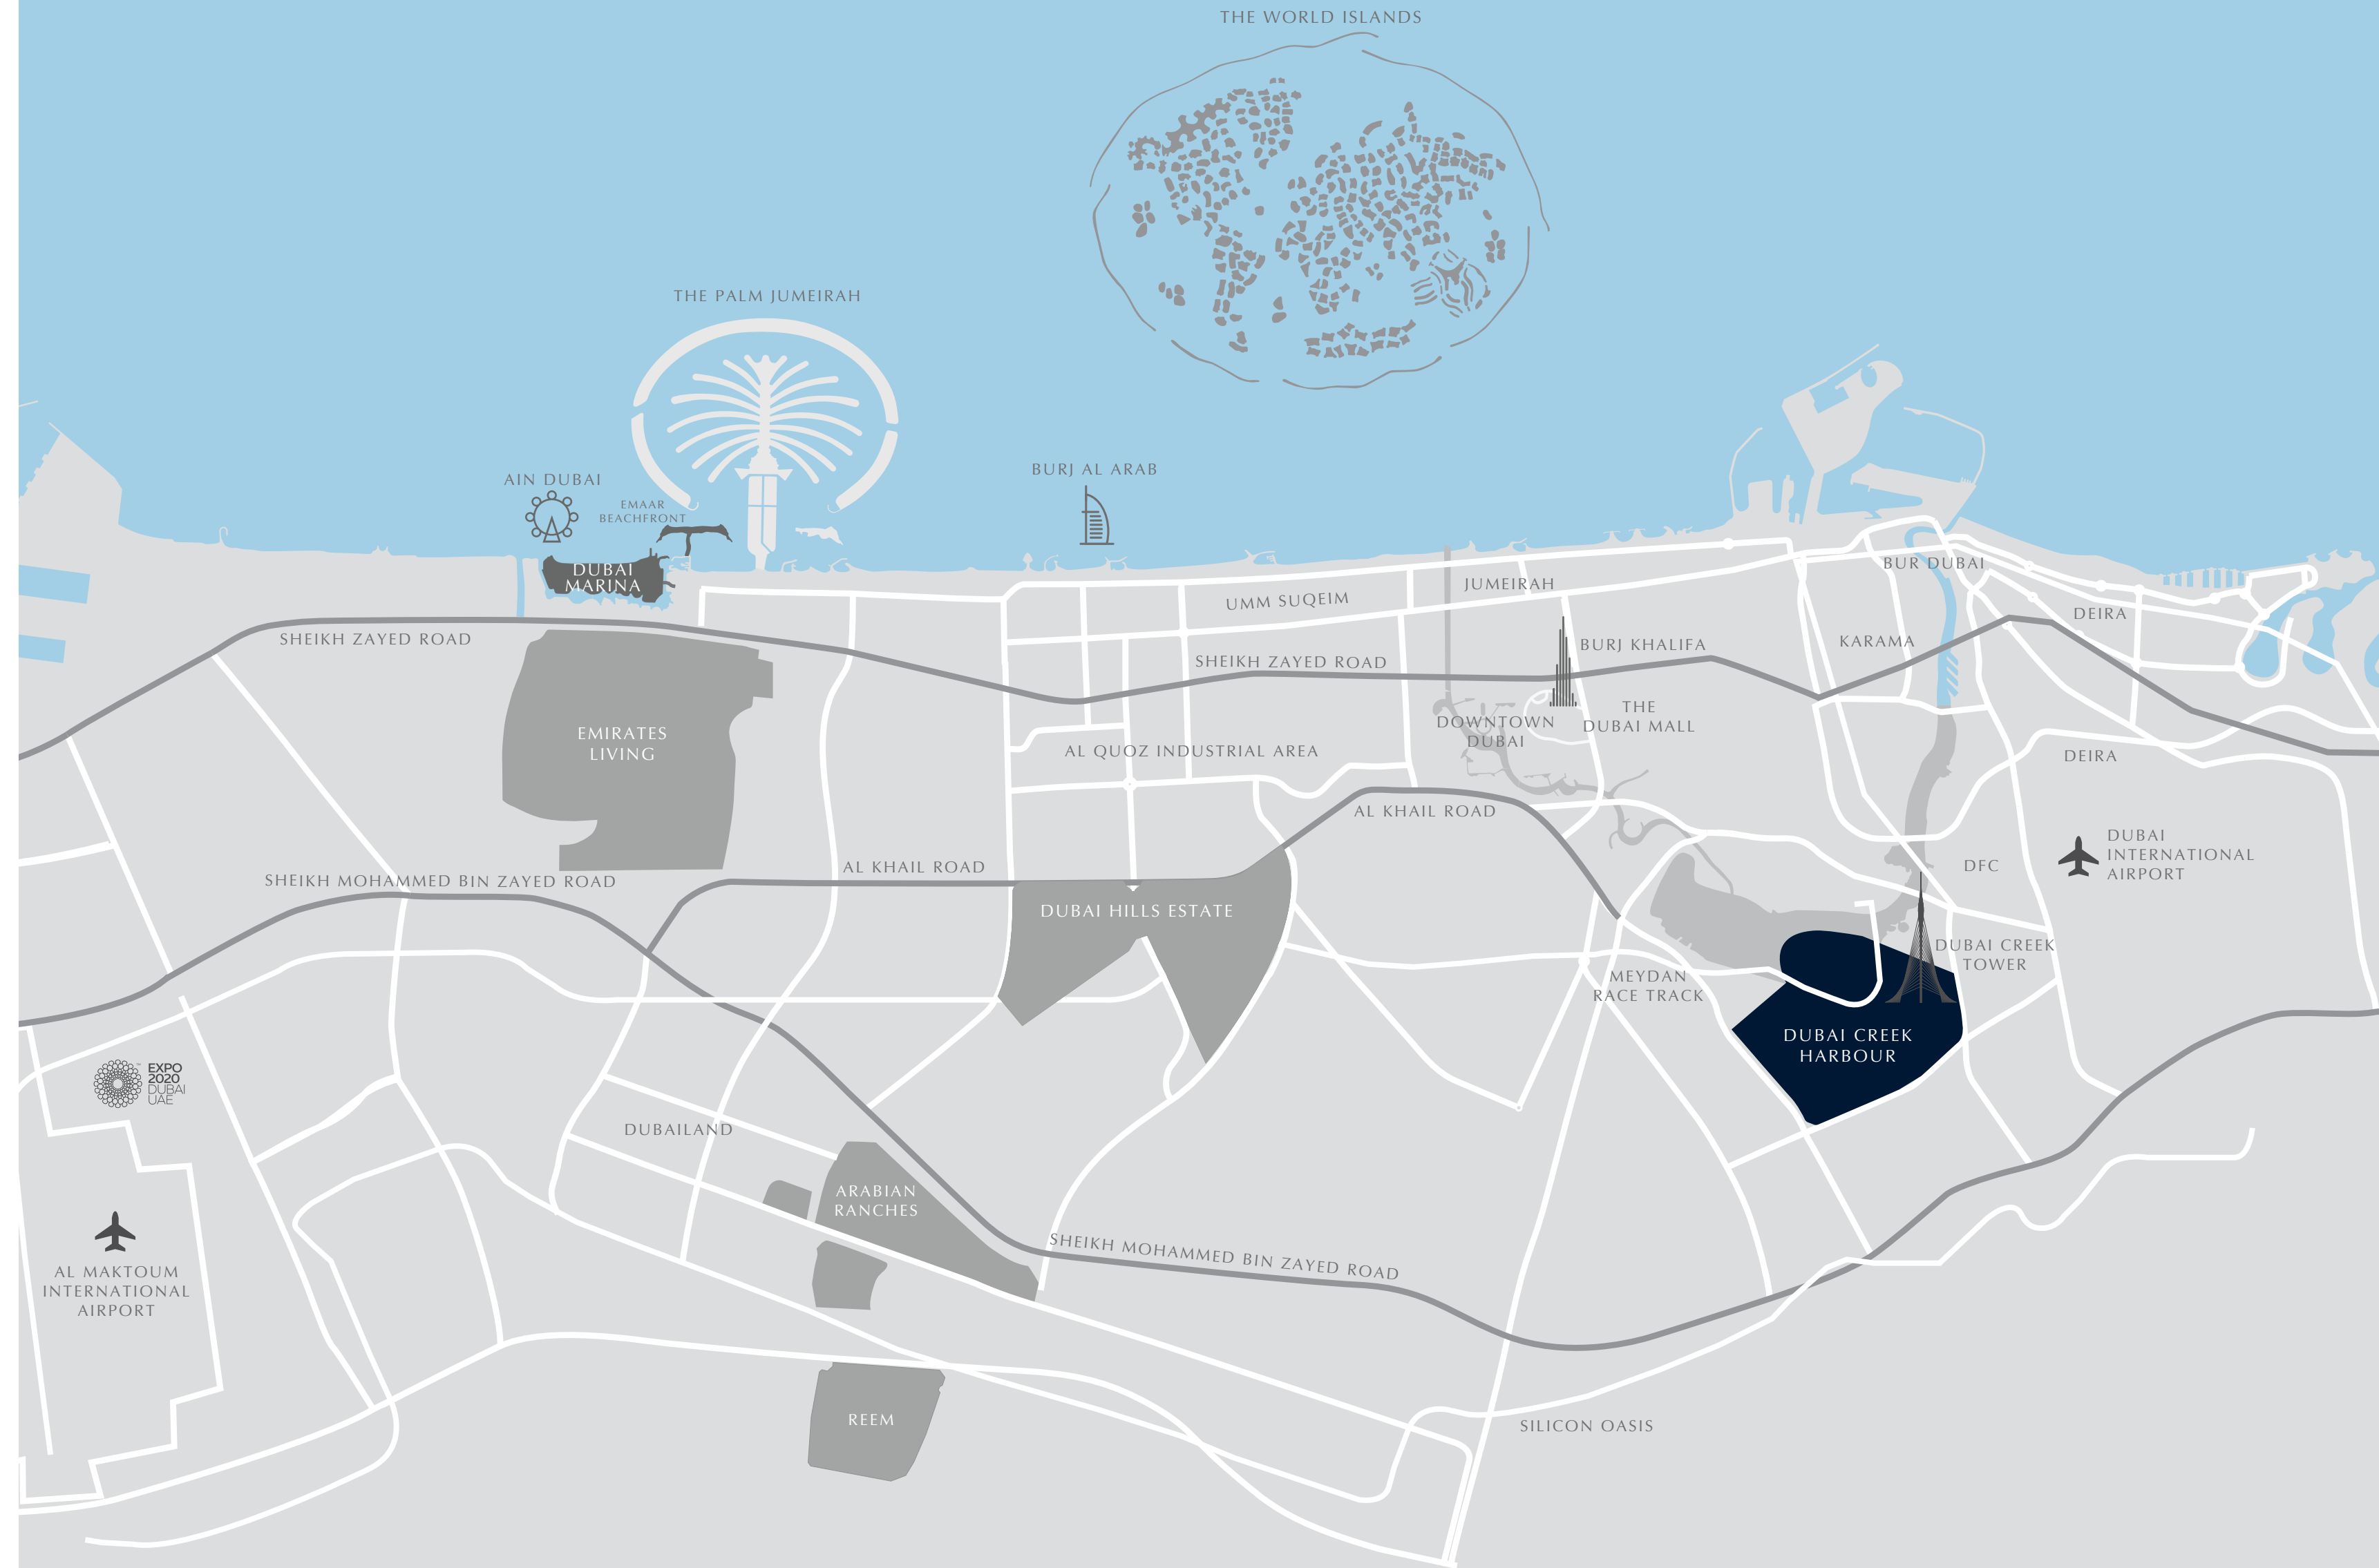 THE WORLD ISLANDS
THE PALM JUMEIRAH
BURJ AL ARAB
AIN DUBAI
EMAAR
BEACHFRONT
DUBAI
MARINA
BUR DUBAI
JUMEIRAH
UMM SUQEIM
DEIRA
SHEIKH ZAYED ROAD
KARAMA
BURJ KHALIFA
SHEIKH ZAYED ROAD
THE
DUBAI MALL
DOWNTOWN
DUBAI
EMIRATES
LIVING
AL QUOZ INDUSTRIAL AREA
DEIRA
AL KHAIL ROAD
DUBAI
INTERNATIONAL
AIRPORT
DFC
AL KHAIL ROAD
SHEIKH MOHAMMED BIN ZAYED ROAD
DUBAI HILLS ESTATE
DUBAI CREEK
TOWER
MEYDAN
RACE TRACK
DUBAI CREEK
HARBOUR
EXPO
2020
DUBAI
UAE
DUBAILAND
ARABIAN
RANCHES
SHEIKH MOHAMMED BIN ZAYED ROAD
AL MAKTOUM
INTERNATIONAL
AIRPORT
REEM
SILICON OASIS